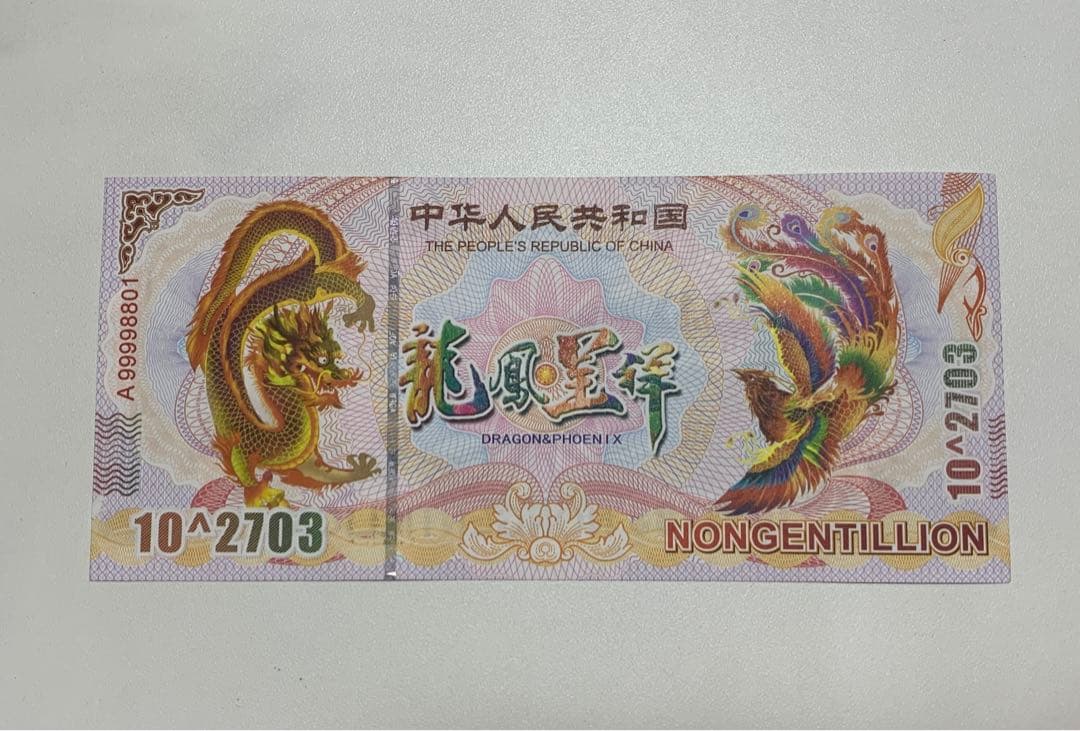 中华人民共和国
THE PEOPLE'S REPUBLIC OF CHINA
A 99998801
龍鳳呈祥
DRAGON&PHOENIX
10^2703
10^2703
NONGENTILLION